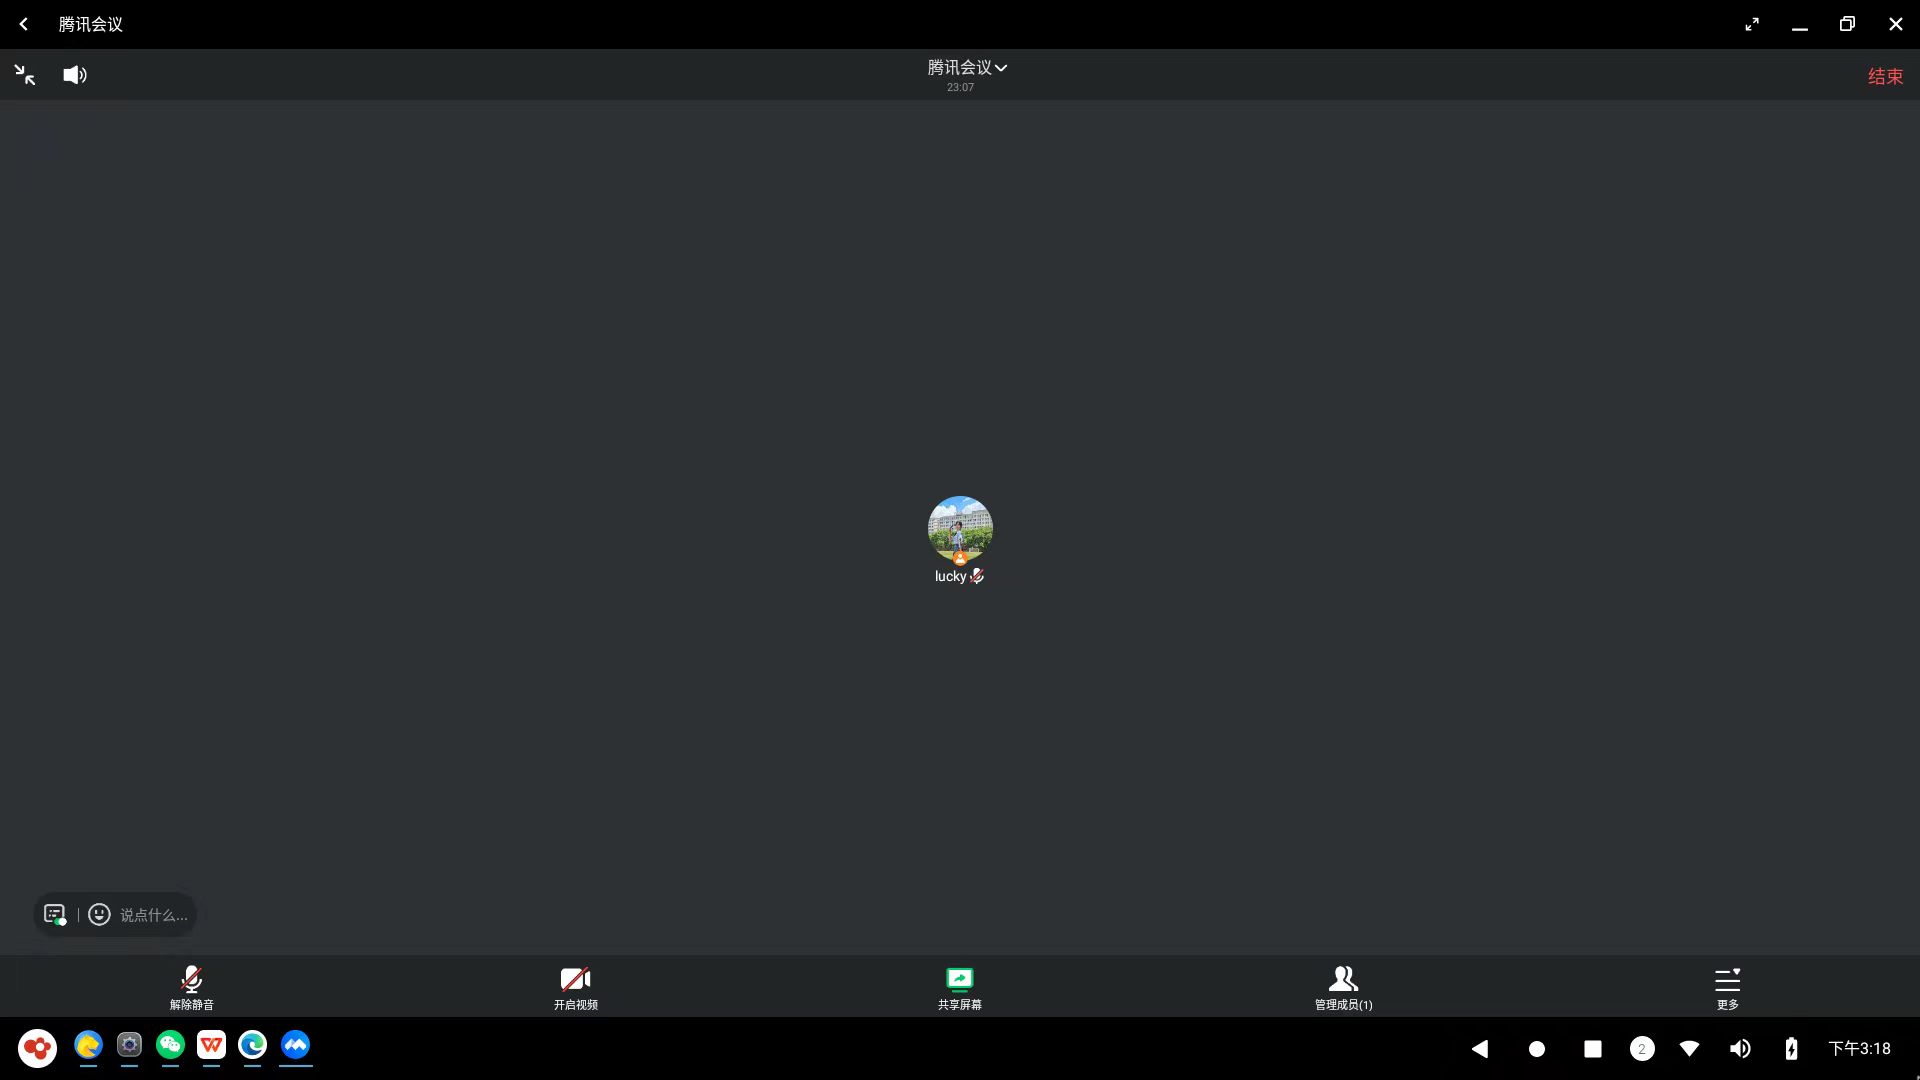 腾讯会议
腾讯会议
23:07
结束
lucky
说点什么...
解除静音
开启视频
共享屏幕
管理成员(1)
更多
2
下午3:18